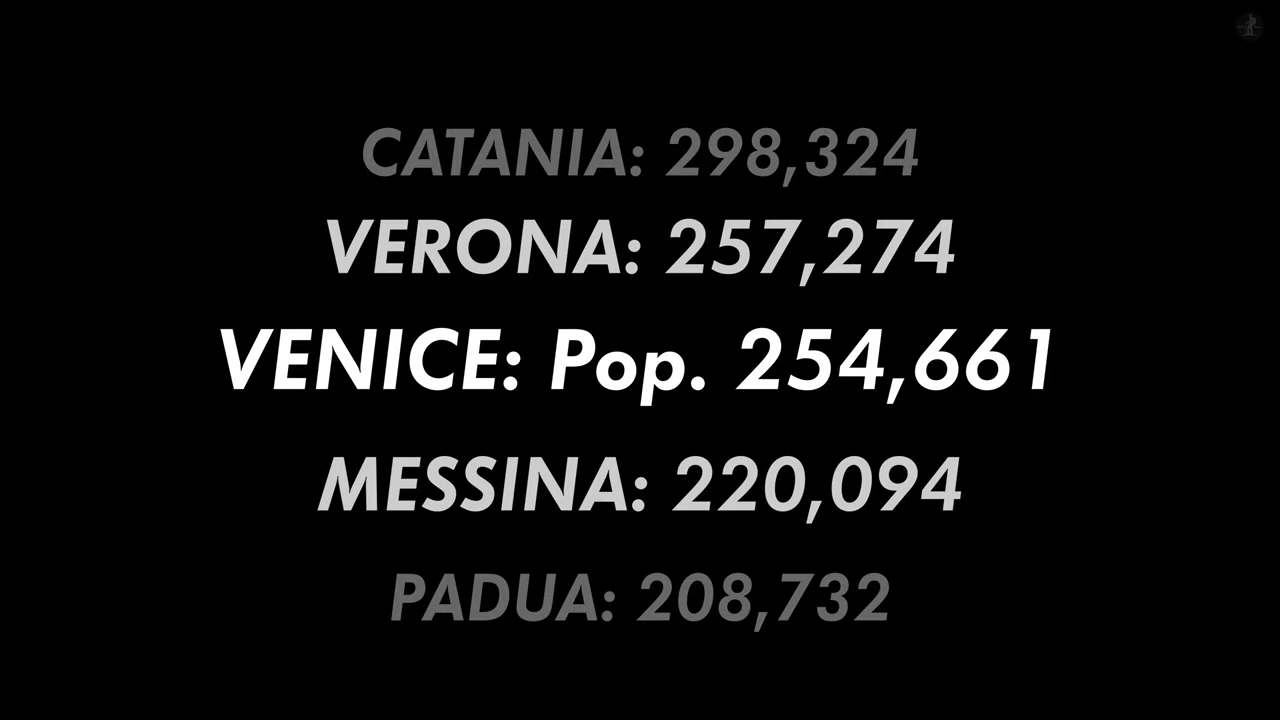 CATANIA: 298,324
VERONA: 257,274
VENICE: Pop. 254,661
MESSINA: 220,094
PADUA: 208,732